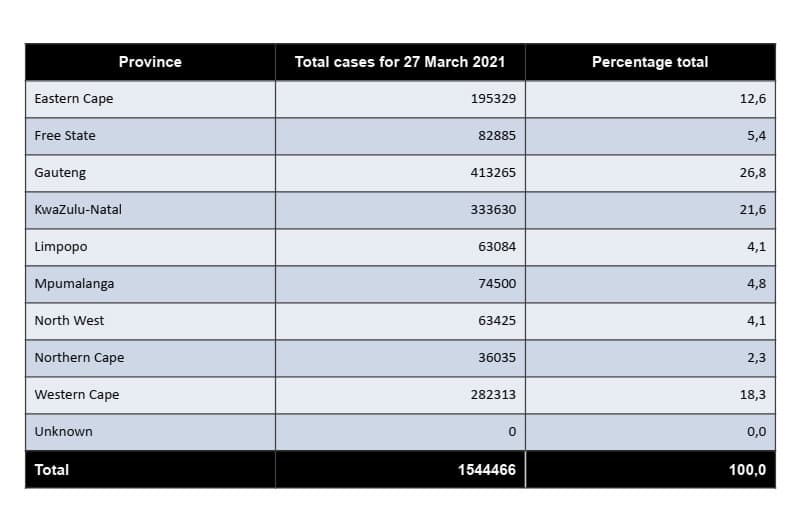 Province Total cases for 27 March 2021 Percentage total
Eastern Cape 195329 12,6
Free State 82885 5,4
Gauteng 413265 26,8
KwaZulu-Natal 333630 21,6
Limpopo 63084 4,1
Mpumalanga 74500 4,8
North West 63425 4,1
Northern Cape 36035 2,3
Western Cape 282313 18,3
Unknown 0 0,0
Total 1544466 100,0